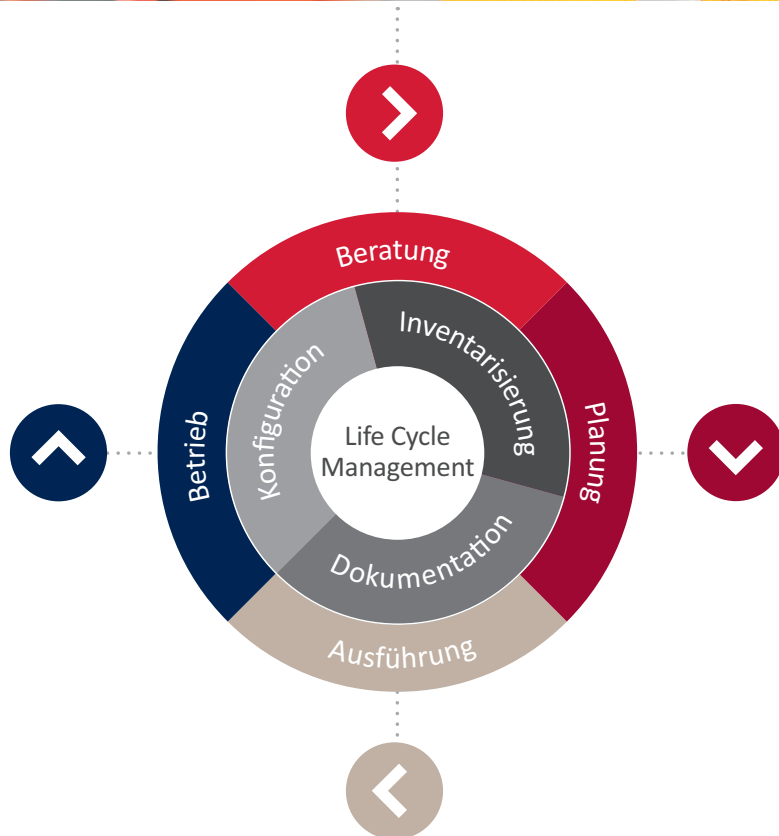 Beratung
Inventarisierung
Konfiguration
Planung
Betrieb
Life Cycle
Management
Dokumentation
Ausführung